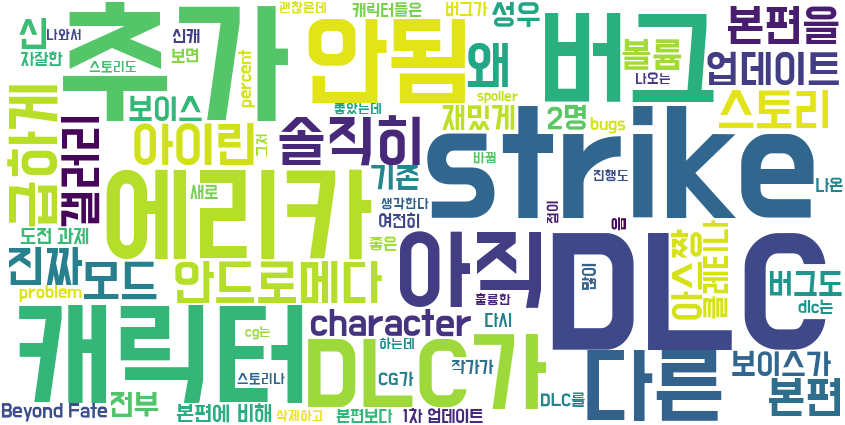 괜찮은데 캐릭터들은 버그가 성우 본편을
신 나와서 신캐
자잘한 보면
스토리도
추가 안됨 왜 버그 볼륨 업데이트
percent 좋았는데 spoiler 나오는
보이스 재밌게 2명 bugs 스토리
급하게 갤러리 아이린 그저 솔직히 strike
에리카 새로 기존 바뀜 진행도 나온
생각한다
도전 과제 여전히 점이 음
진짜 모드 안드로메다 좋은 아직 DLC 많이 아스짱 클레티나 버그도
problem 훌륭한 dlc는
캐릭터 character 다시
cg는 하는데 DLC가 작가가 다른 보이스가
스토리나 CG가 DLC를 본편
Beyond Fate 전부 본편에 비해 삭제하고 본편보다 1차 업데이트